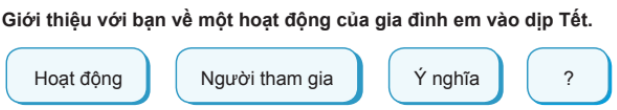 Giới thiệu với bạn về một hoạt động của gia đình em vào dịp Tết.
Hoạt động Người tham gia Ý nghĩa ?